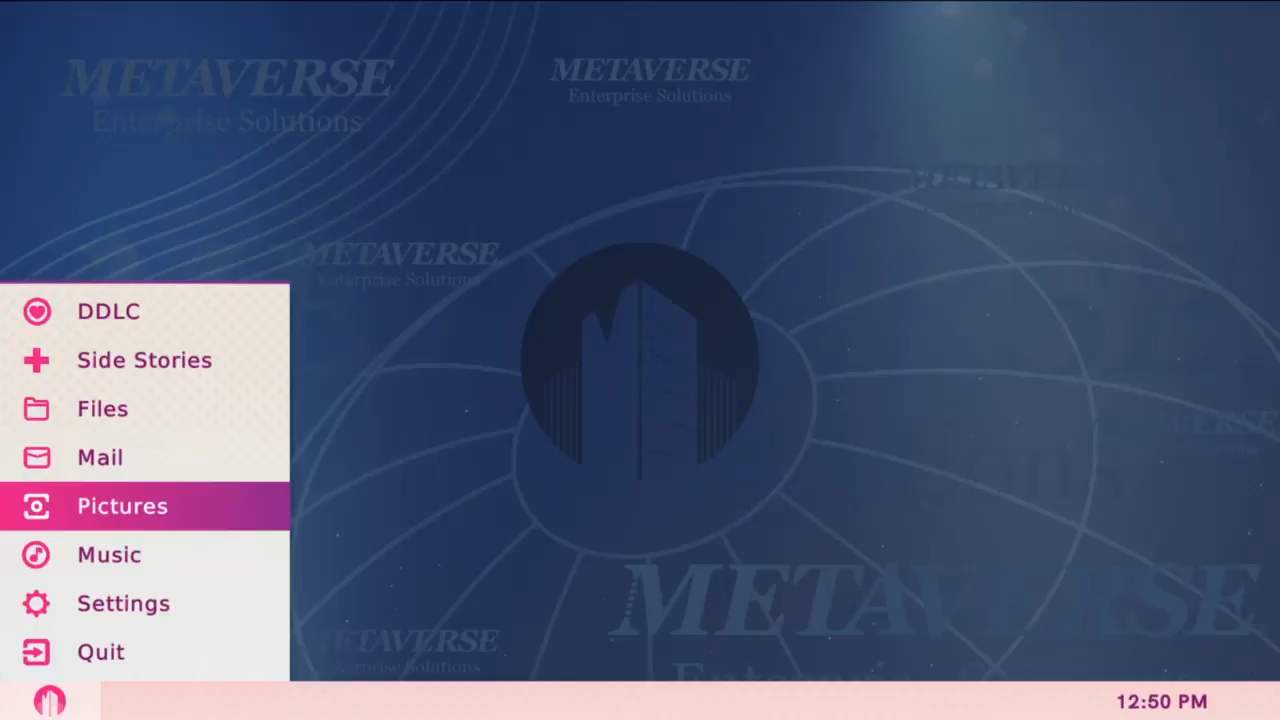 METAVERSE
Enterprise Solutions
METAVERSE
Enterprise Solutions
METAVERSE
METAVERSE
Enterprise Solutions
DDLC
Side Stories
Files
Mail
Pictures
Music
Settings
Quit
METAVERSE
METAVERSE
Enterprise Solutions
12:50 PM